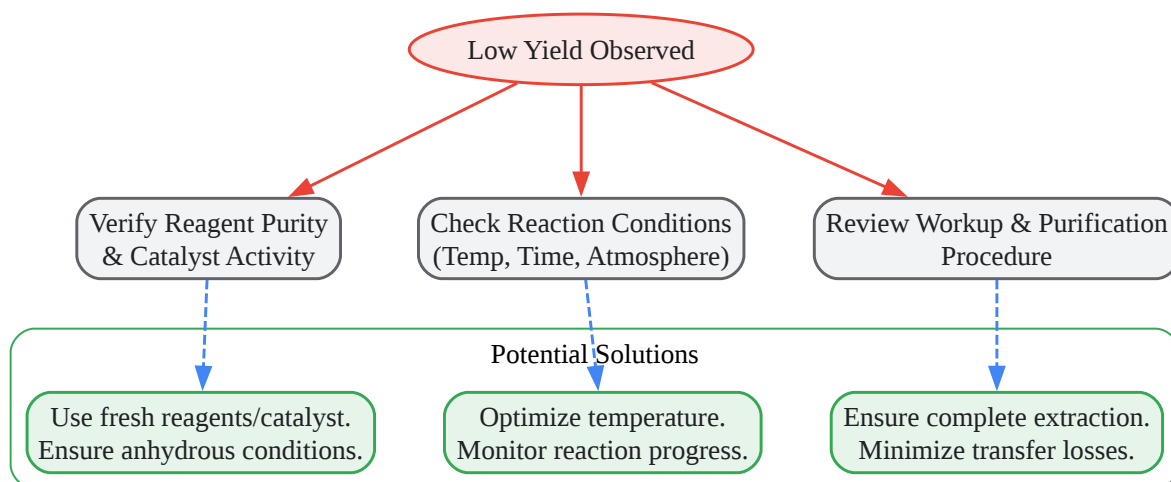 Low Yield Observed
Verify Reagent Purity
& Catalyst Activity
Check Reaction Conditions
(Temp, Time, Atmosphere)
Review Workup & Purification
Procedure
Potential Solutions
Use fresh reagents/catalyst.
Ensure anhydrous conditions.
Optimize temperature.
Monitor reaction progress.
Ensure complete extraction.
Minimize transfer losses.